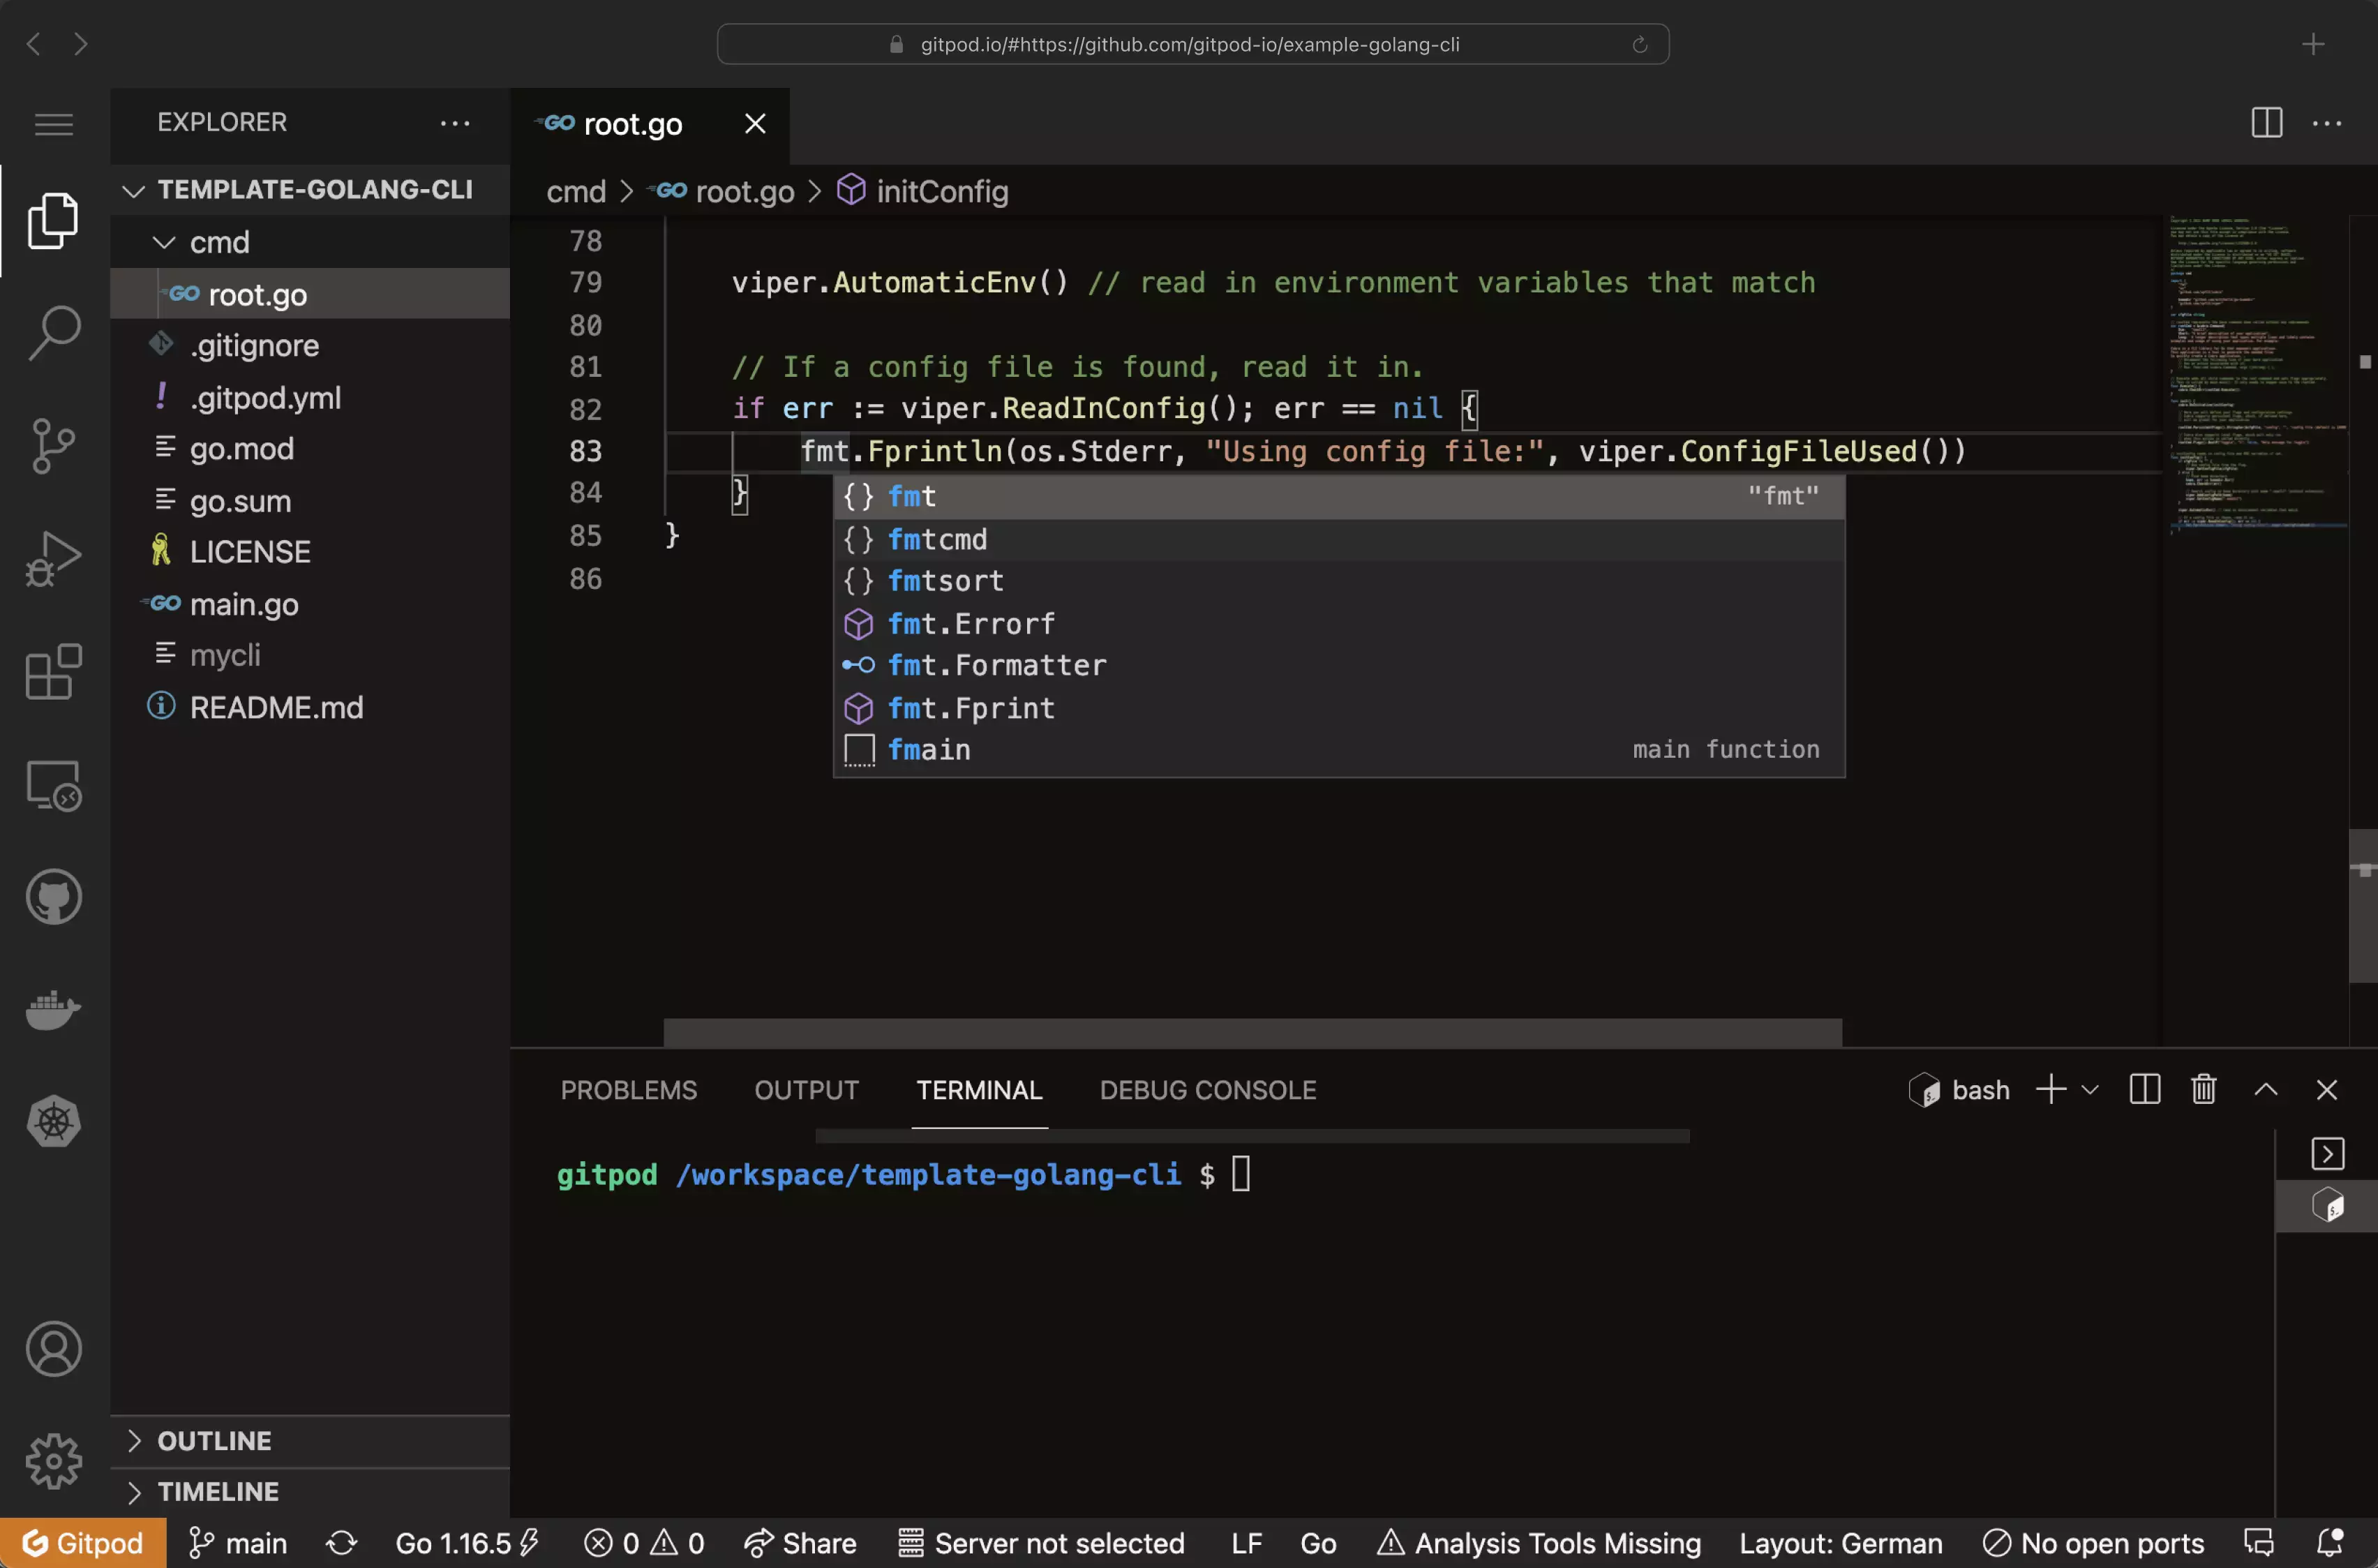 gitpod.io/#https://github.com/gitpod-io/example-golang-cli
EXPLORER
GO root.go
TEMPLATE-GOLANG-CLI
cmd > GO root.go > initConfig
cmd
GO root.go
.gitignore
! .gitpod.yml
go.mod
go.sum
LICENSE
GO main.go
mycli
README.md
78
79 viper.AutomaticEnv() // read in environment variables that match
80
81 // If a config file is found, read it in.
82 if err := viper.ReadInConfig(); err == nil {
83 fmt.Fprintln(os.Stderr, "Using config file:", viper.ConfigFileUsed())
84 }
85 }
86
{} fmt "fmt"
{} fmtcmd
{} fmtsort
fmt.Errorf
fmt.Formatter
fmt.Fprint
fmain main function
PROBLEMS OUTPUT TERMINAL DEBUG CONSOLE bash
gitpod /workspace/template-golang-cli $
OUTLINE
TIMELINE
Gitpod main Go 1.16.5 0 0 Share Server not selected LF Go Analysis Tools Missing Layout: German No open ports